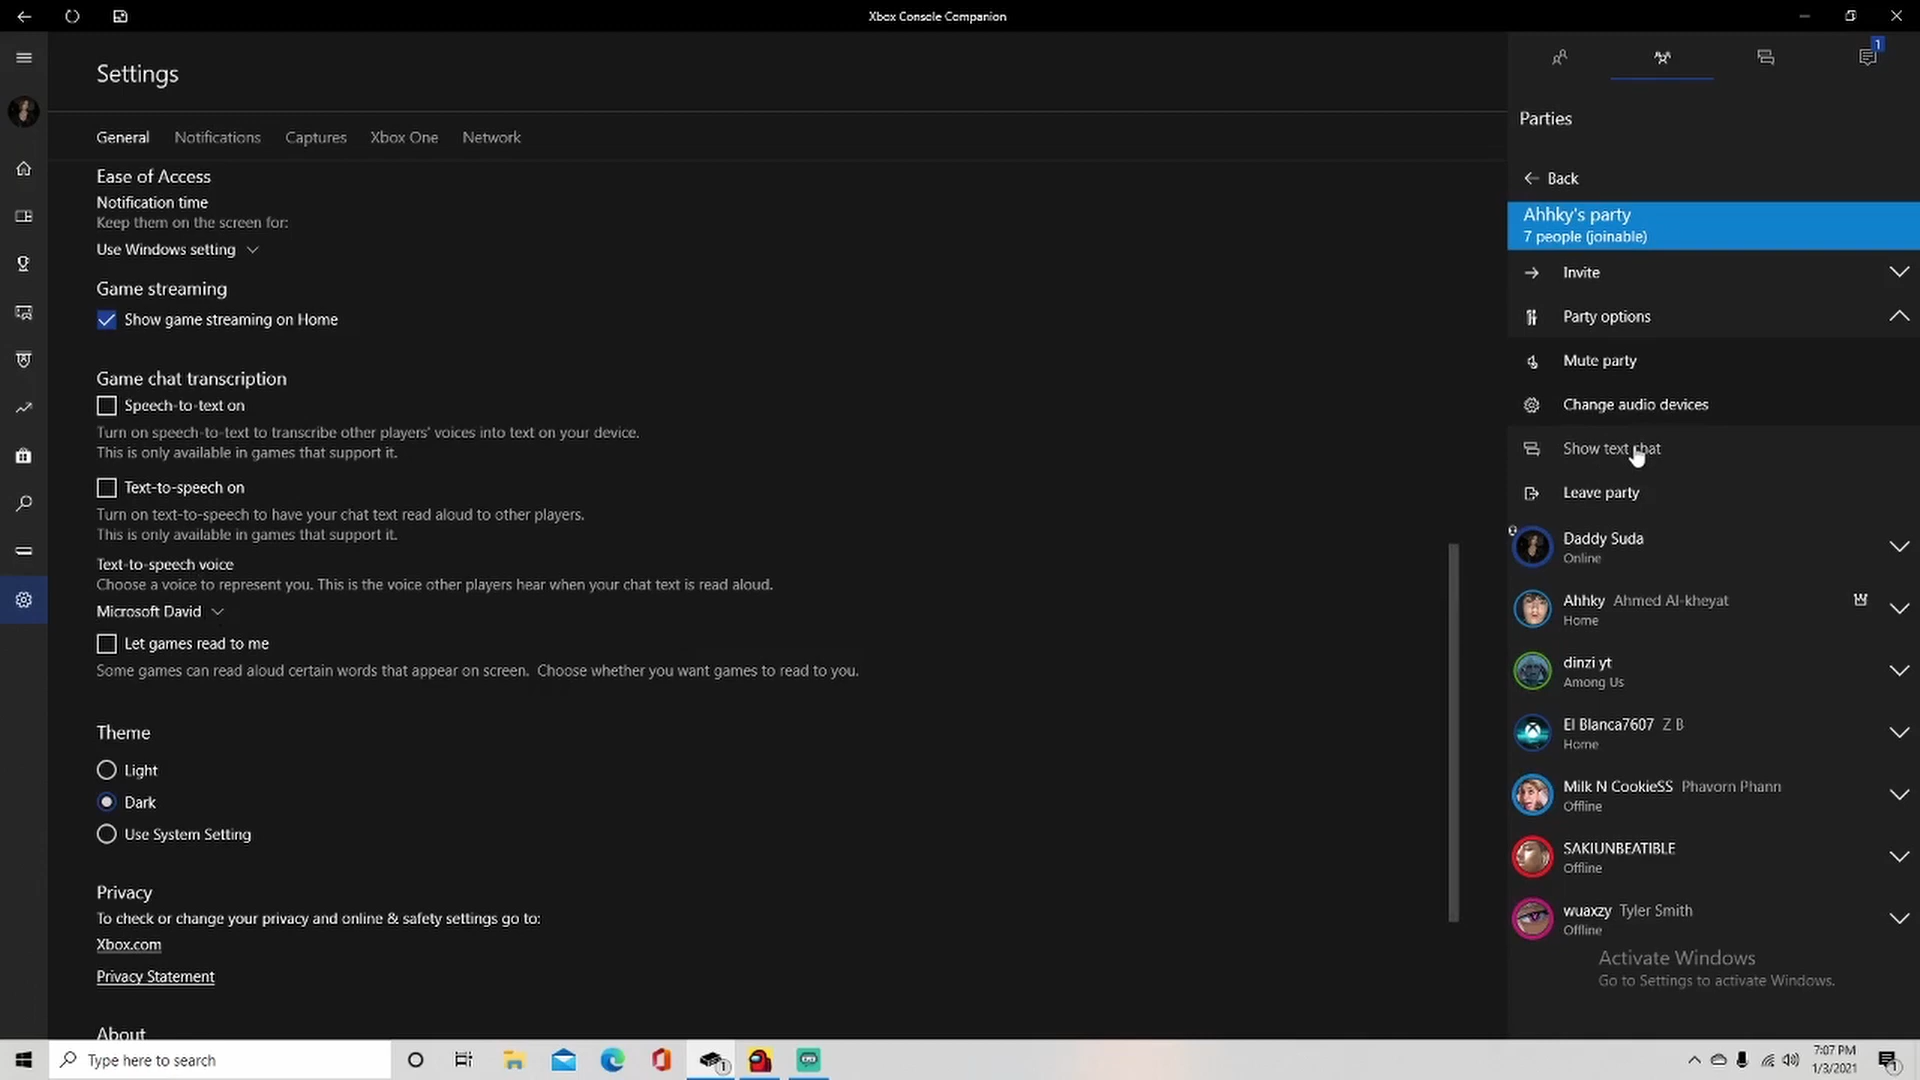 Xbox Console Companion
1
Settings
General Notifications Captures Xbox One Network
Ease of Access
Notification time
Keep them on the screen for:
Use Windows setting
Game streaming
Show game streaming on Home
Game chat transcription
Speech-to-text on
Turn on speech-to-text to transcribe other players' voices into text on your device.
This is only available in games that support it.
Text-to-speech on
Turn on text-to-speech to have your chat text read aloud to other players.
This is only available in games that support it.
Text-to-speech voice
Choose a voice to represent you. This is the voice other players hear when your chat text is read aloud.
Microsoft David
Let games read to me
Some games can read aloud certain words that appear on screen. Choose whether you want games to read to you.
Theme
Light
Dark
Use System Setting
Privacy
To check or change your privacy and online & safety settings go to:
Xbox.com
Privacy Statement
About
Parties
Back
Ahhky's party
7 people (joinable)
Invite
Party options
Mute party
Change audio devices
Show text chat
Leave party
Daddy Suda
Online
Ahhky Ahmed Al-kheyat
Home
dinzi yt
Among Us
El Blanca7607 Z B
Home
Milk N CookieSS Phavorn Phann
Offline
SAKIUNBEATIBLE
Offline
wuaxzy Tyler Smith
Offline
Activate Windows
Go to Settings to activate Windows.
Type here to search
1
7:07 PM
1/3/2021
1